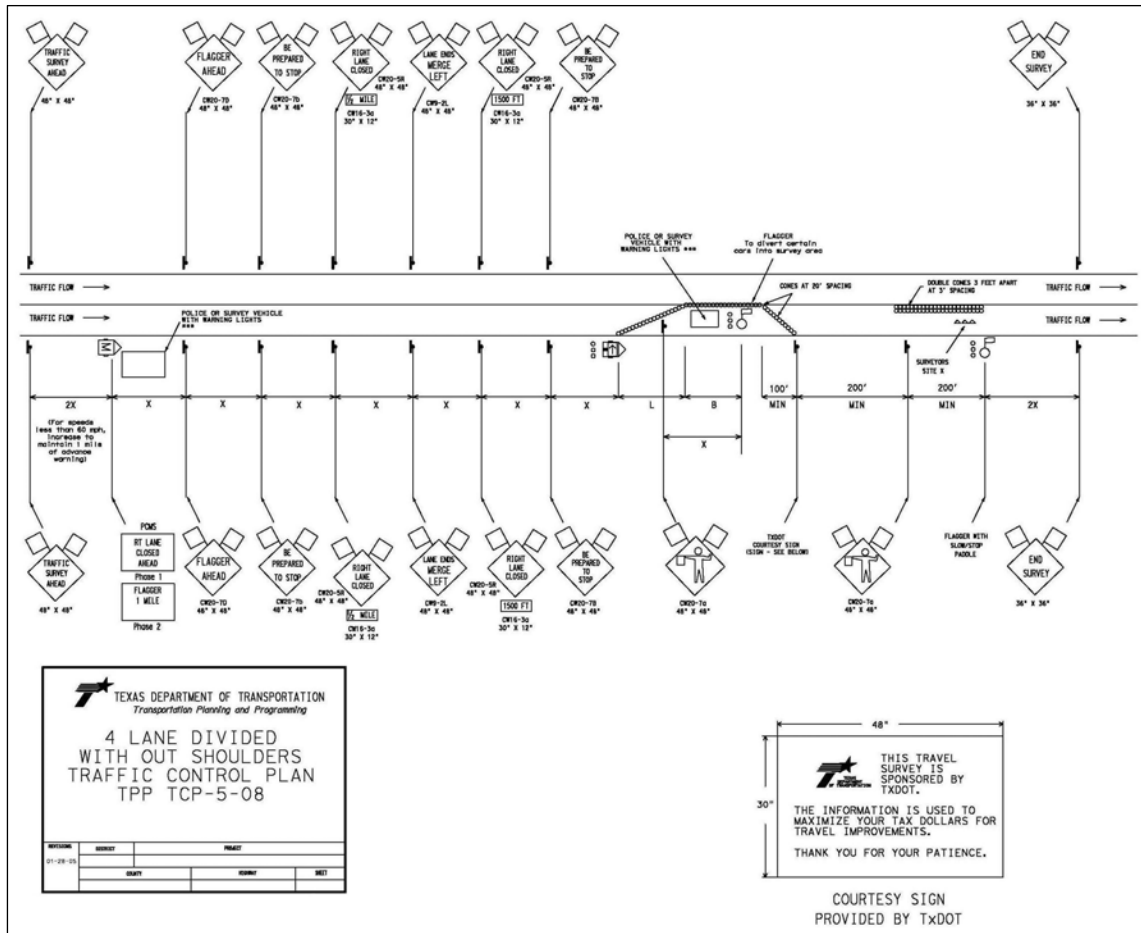 TRAFFIC
SURVEY
AHEAD
48" X 48"
FLAGGER
AHEAD
CW20-7D
48" X 48"
BE
PREPARED
TO STOP
CW20-7b
48" X 48"
RIGHT
LANE
CLOSED
CW20-5R
48" X 48"
½ MILE
CW16-3a
30" X 12"
LANE ENDS
MERGE
LEFT
CW9-2L
48" X 48"
RIGHT
LANE
CLOSED
CW20-5R
48" X 48"
1500 FT
CW16-3a
30" X 12"
BE
PREPARED
TO STOP
CW20-7B
48" X 48"
END
SURVEY
36" X 36"
POLICE OR SURVEY
VEHICLE WITH
WARNING LIGHTS ***
FLAGGER
To divert certain
cars into survey area
TRAFFIC FLOW
CONES AT 20' SPACING
DOUBLE CONES 3 FEET APART
AT 3' SPACING
TRAFFIC FLOW
TRAFFIC FLOW
TRAFFIC FLOW
POLICE OR SURVEY VEHICLE
WITH WARNING LIGHTS
***
M
SURVEYORS
SITE X
2X
X
X
X
X
X
X
X
L
B
100'
MIN
200'
MIN
200'
MIN
2X
X
(For speeds
less than 60 mph,
increase to
maintain 1 mile
of advance
warning)
TRAFFIC
SURVEY
AHEAD
48" X 48"
PCMS
RT LANE
CLOSED
AHEAD
Phase 1
FLAGGER
1 MILE
Phase 2
FLAGGER
AHEAD
CW20-7D
48" X 48"
BE
PREPARED
TO STOP
CW20-7b
48" X 48"
RIGHT
LANE
CLOSED
CW20-5R
48" X 48"
½ MILE
CW16-3a
30" X 12"
LANE ENDS
MERGE
LEFT
CW9-2L
48" X 48"
RIGHT
LANE
CLOSED
CW20-5R
48" X 48"
1500 FT
CW16-3a
30" X 12"
BE
PREPARED
TO STOP
CW20-7B
48" X 48"
CW20-7a
48" X 48"
TXDOT
COURTESY SIGN
(SIGN - SEE BELOW)
CW20-7a
48" X 48"
FLAGGER WITH
SLOW/STOP
PADDLE
END
SURVEY
36" X 36"
TEXAS DEPARTMENT OF TRANSPORTATION
Transportation Planning and Programming
4 LANE DIVIDED
WITH OUT SHOULDERS
TRAFFIC CONTROL PLAN
TPP TCP-5-08
REVISIONS
01-28-05
DISTRICT
PROJECT
COUNTY
HIGHWAY
SHEET
48"
30"
TEXAS
DEPARTMENT
OF TRANSPORTATION
THIS TRAVEL
SURVEY IS
SPONSORED BY
TXDOT.
THE INFORMATION IS USED TO
MAXIMIZE YOUR TAX DOLLARS FOR
TRAVEL IMPROVEMENTS.
THANK YOU FOR YOUR PATIENCE.
COURTESY SIGN
PROVIDED BY TxDOT